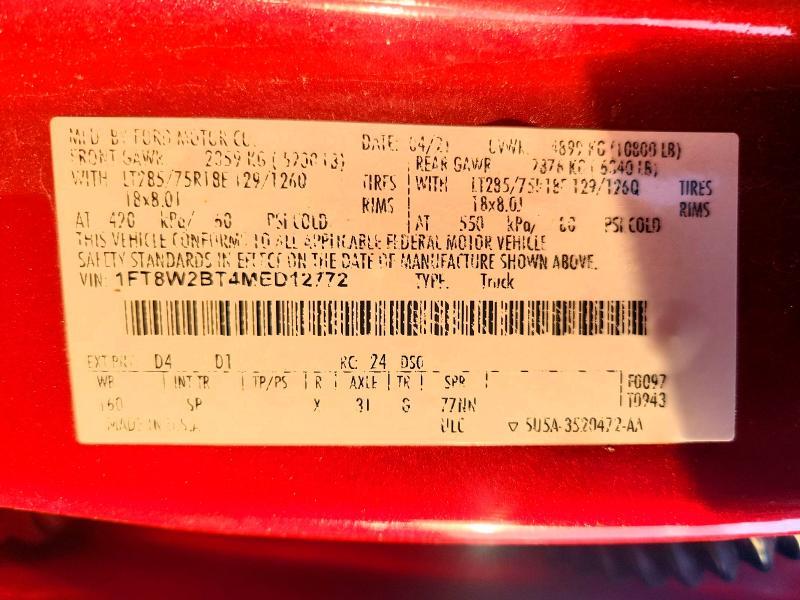 MFD. BY FORD MOTOR CO.
DATE: 04/21 GVWR: 4899 KG (10800 LB)
FRONT GAWR: 2359 KG (5200 LB) REAR GAWR: 2876 KG (6340 LB)
WITH LT285/75R18E 129/126Q TIRES WITH LT285/75R18E 129/126Q TIRES
18x8.0J RIMS 18x8.0J RIMS
AT 420 kPa/ 60 PSI COLD AT 550 kPa/ 80 PSI COLD
THIS VEHICLE CONFORMS TO ALL APPLICABLE FEDERAL MOTOR VEHICLE
SAFETY STANDARDS IN EFFECT ON THE DATE OF MANUFACTURE SHOWN ABOVE.
VIN: 1FT8W2BT4MED12772 TYPE: Truck
EXT PNT: D4 D1 RC: 24 DSO:
WB INT TR TP/PS R AXLE TR SPR F0097
160 SP X 31 G 77NN T0943
MADE IN U.S.A. ULC ▽ 5U5A-3520472-AA